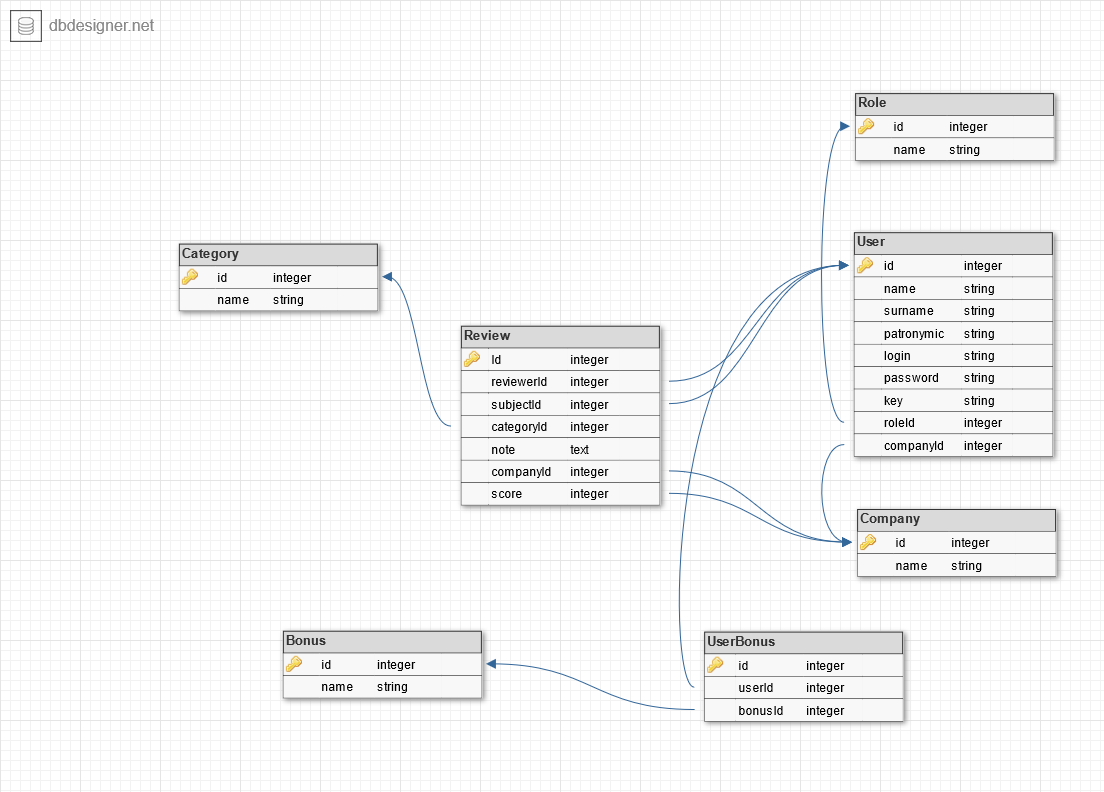 dbdesigner.net
Role
id integer
name string
Category
id integer
name string
User
id integer
name string
surname string
patronymic string
login string
password string
key string
roleId integer
companyId integer
Review
Id integer
reviewerId integer
subjectId integer
categoryId integer
note text
companyId integer
score integer
Company
id integer
name string
Bonus
id integer
name string
UserBonus
id integer
userId integer
bonusId integer